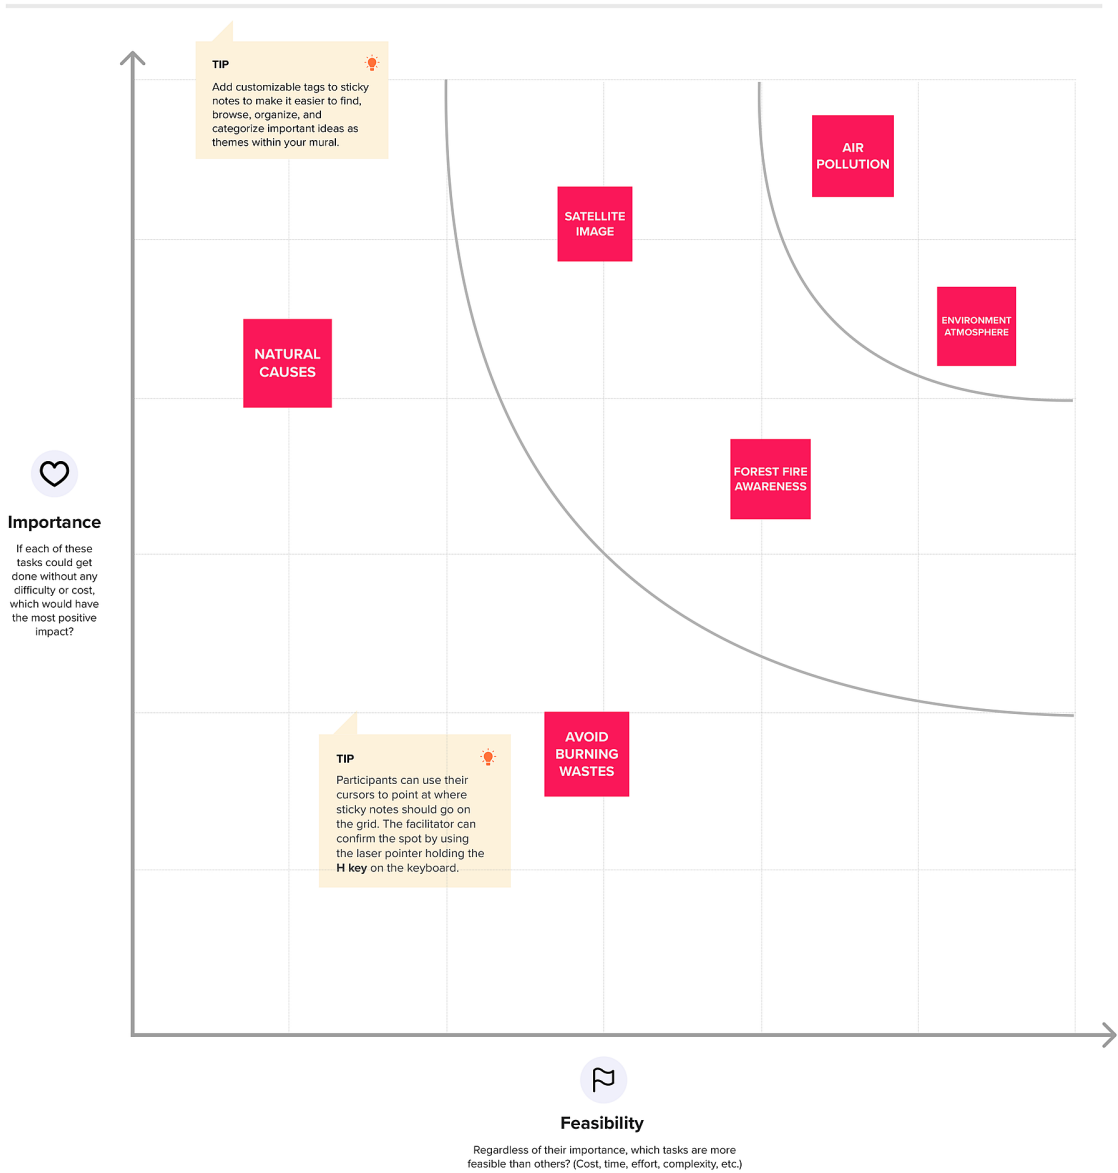 TIP
Add customizable tags to sticky
notes to make it easier to find,
browse, organize, and
categorize important ideas as
themes within your mural.
AIR
POLLUTION
SATELLITE
IMAGE
ENVIRONMENT
ATMOSPHERE
NATURAL
CAUSES
FOREST FIRE
AWARENESS
Importance
If each of these
tasks could get
done without any
difficulty or cost,
which would have
the most positive
impact?
AVOID
BURNING
WASTES
TIP
Participants can use their
cursors to point at where
sticky notes should go on
the grid. The facilitator can
confirm the spot by using
the laser pointer holding the
H key on the keyboard.
Feasibility
Regardless of their importance, which tasks are more
feasible than others? (Cost, time, effort, complexity, etc.)